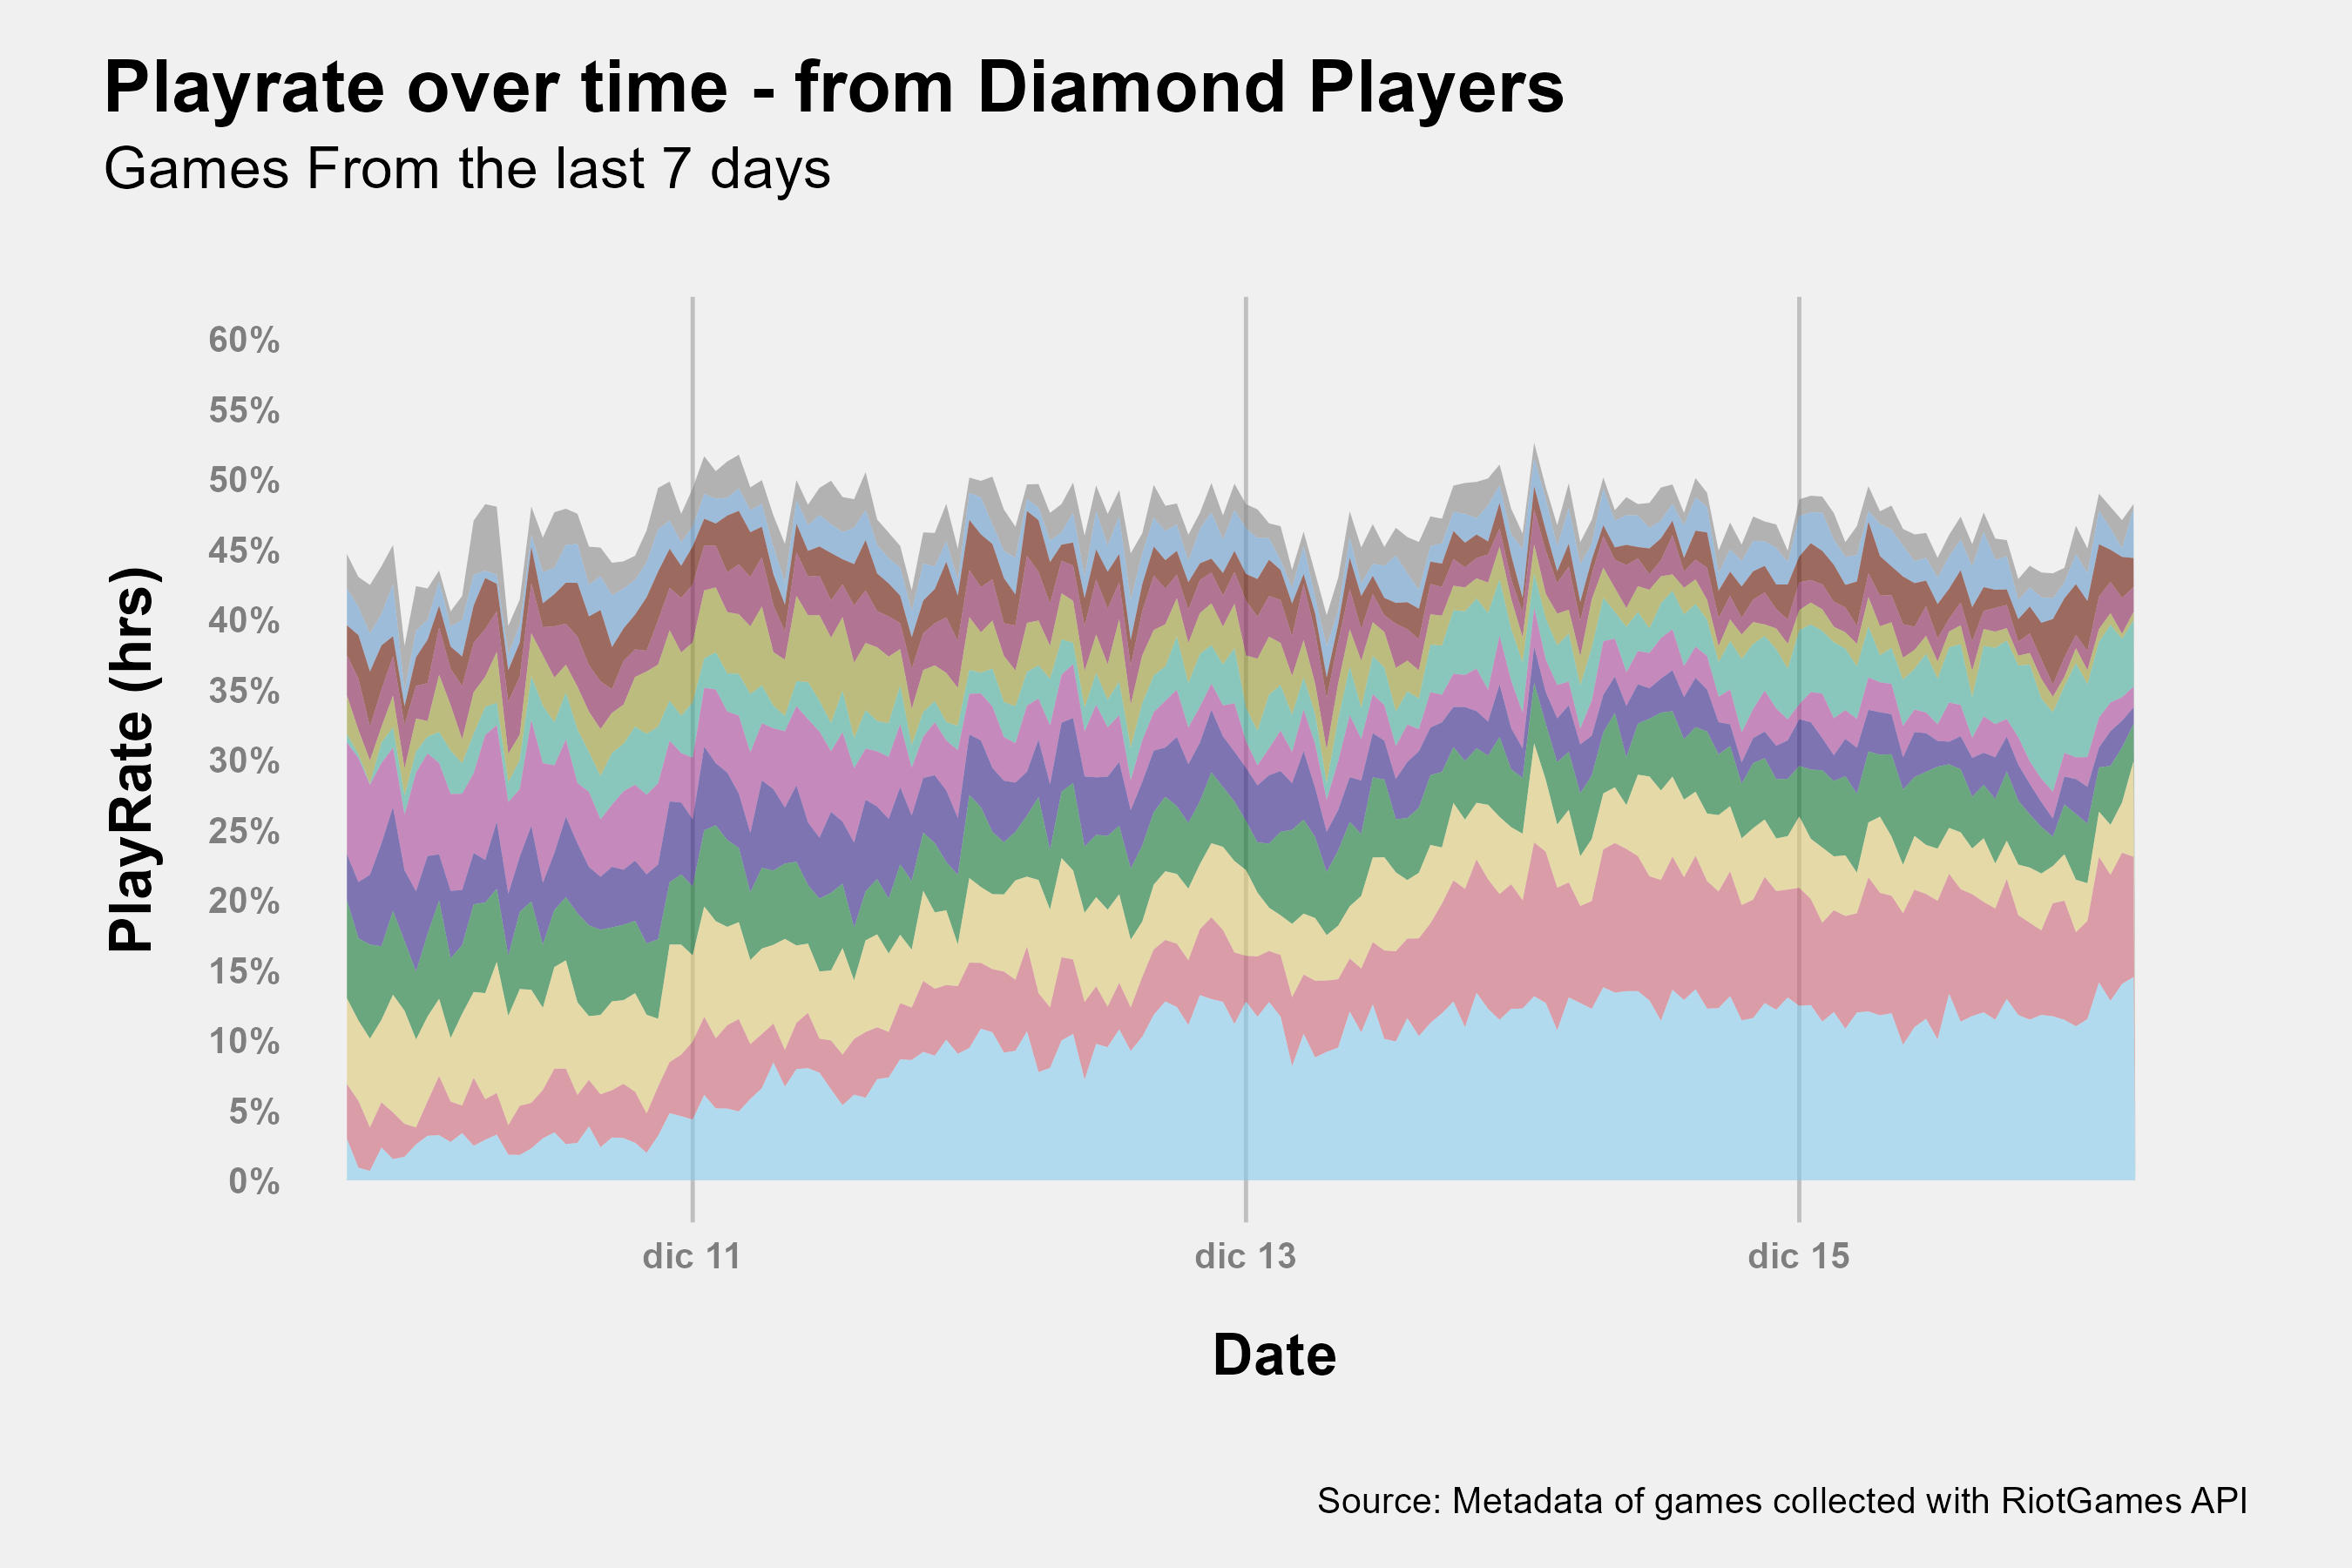 Playrate over time - from Diamond Players
Games From the last 7 days
PlayRate (hrs)
60%
55%
50%
45%
40%
35%
30%
25%
20%
15%
10%
5%
0%
dic 11
dic 13
dic 15
Date
Source: Metadata of games collected with RiotGames API